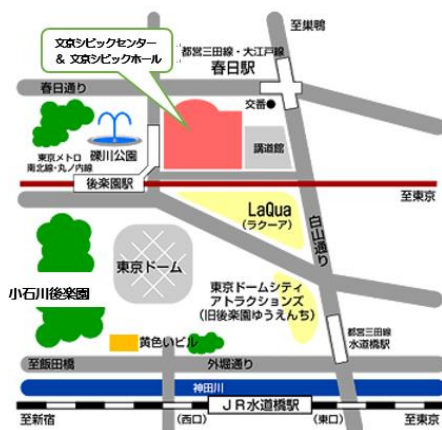 至巣鴨
文京シビックセンター
& 文京シビックホール
都営三田線・大江戸線
春日駅
春日通り
交番
礫川公園
講道館
東京メトロ
南北線・丸ノ内線
後楽園駅
至東京
LaQua
(ラクーア)
白山通り
東京ドーム
小石川後楽園
東京ドームシティ
アトラクションズ
(旧後楽園ゆうえんち)
都営三田線
水道橋駅
黄色いビル
至飯田橋
外堀通り
神田川
JR水道橋駅
至新宿
(西口)
(東口)
至東京